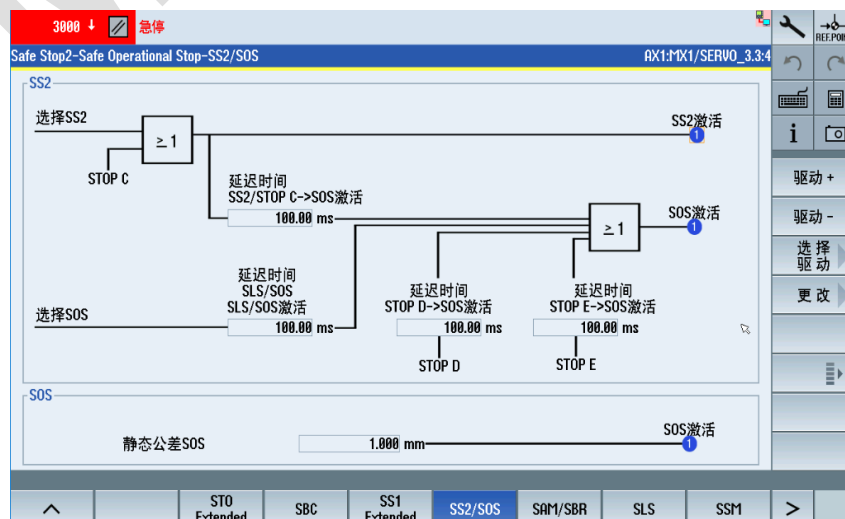 3000 ↓ 急停
Safe Stop2-Safe Operational Stop-SS2/SOS AX1:MX1/SERVO_3.3:4
REF.POIN
SS2
选择SS2
≥1
STOP C
SS2激活
1
延迟时间
SS2/STOP C->SOS激活
100.00 ms
≥1
SOS激活
1
延迟时间
SLS/SOS
SLS/SOS激活
100.00 ms
选择SOS
延迟时间
STOP D->SOS激活
100.00 ms
STOP D
延迟时间
STOP E->SOS激活
100.00 ms
STOP E
SOS
静态公差SOS
1.000 mm
SOS激活
1
i
驱动 +
驱动 -
选择
驱动
更改
STO
Extended
SBC
SS1
Extended
SS2/SOS
SAM/SBR
SLS
SSM
>